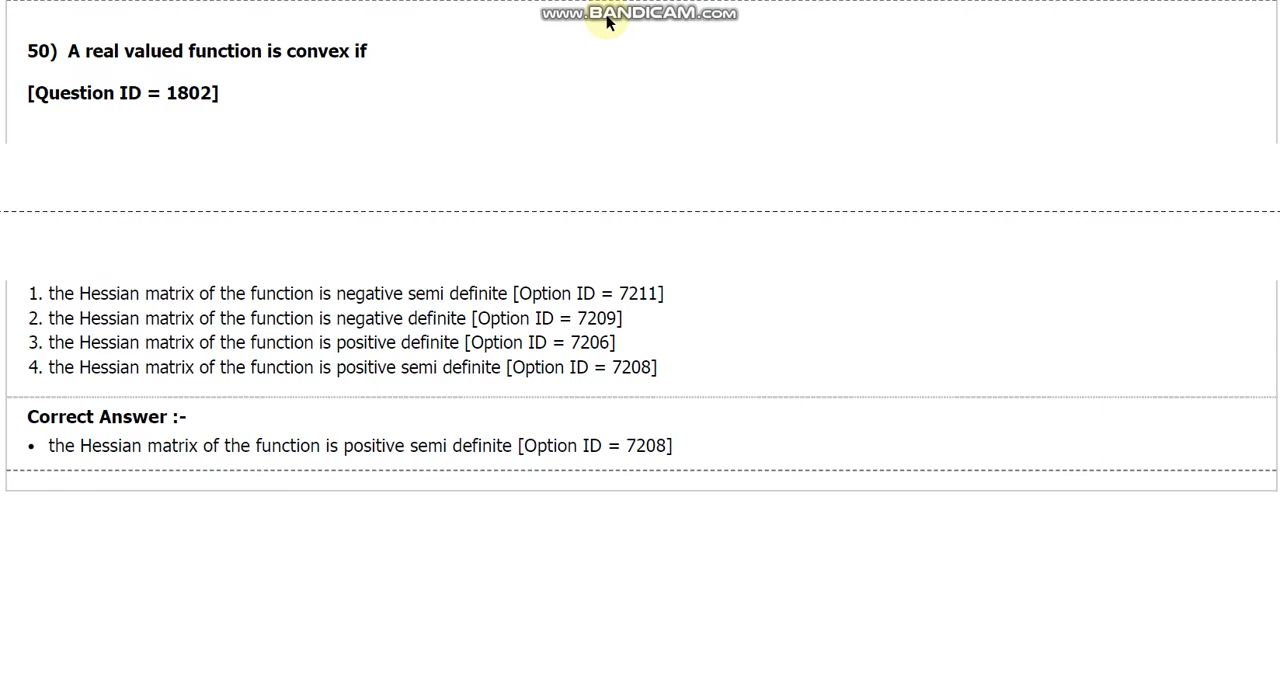 www.BANDICAM.com
50) A real valued function is convex if
[Question ID = 1802]
1. the Hessian matrix of the function is negative semi definite [Option ID = 7211]
2. the Hessian matrix of the function is negative definite [Option ID = 7209]
3. the Hessian matrix of the function is positive definite [Option ID = 7206]
4. the Hessian matrix of the function is positive semi definite [Option ID = 7208]
Correct Answer :-
• the Hessian matrix of the function is positive semi definite [Option ID = 7208]